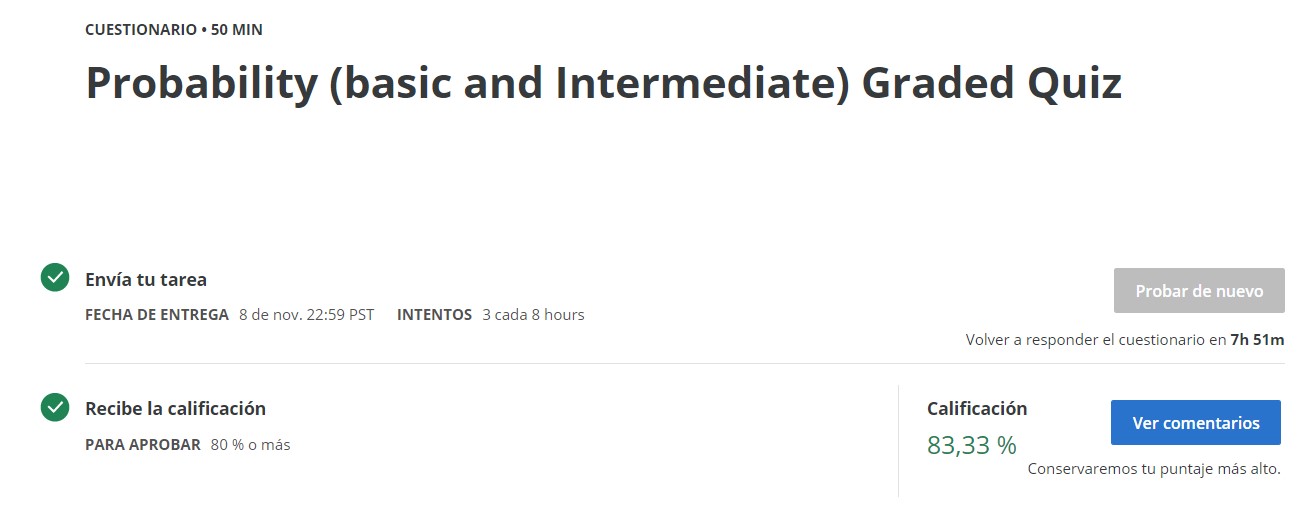 CUESTIONARIO • 50 MIN
Probability (basic and Intermediate) Graded Quiz
Envía tu tarea
FECHA DE ENTREGA 8 de nov. 22:59 PST INTENTOS 3 cada 8 hours
Probar de nuevo
Volver a responder el cuestionario en 7h 51m
Recibe la calificación
PARA APROBAR 80 % o más
Calificación
83,33 %
Ver comentarios
Conservaremos tu puntaje más alto.